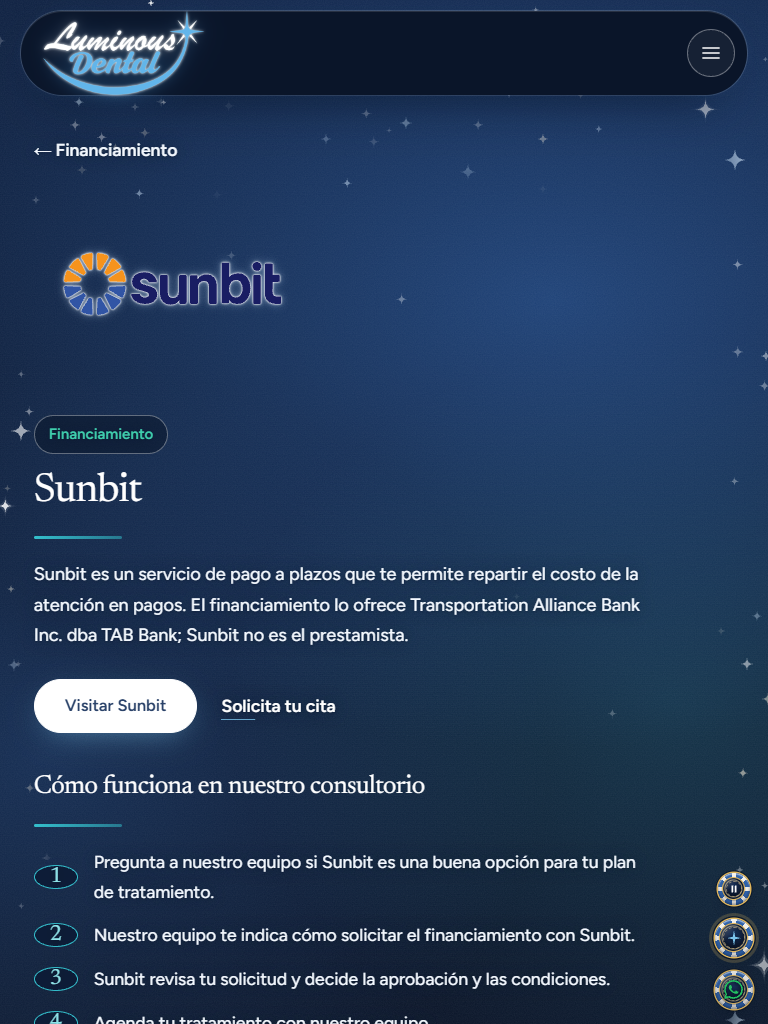 Luminous
Dental
← Financiamiento
sunbit
Financiamiento
Sunbit
Sunbit es un servicio de pago a plazos que te permite repartir el costo de la
atención en pagos. El financiamiento lo ofrece Transportation Alliance Bank
Inc. dba TAB Bank; Sunbit no es el prestamista.
Visitar Sunbit
Solicita tu cita
Cómo funciona en nuestro consultorio
1 Pregunta a nuestro equipo si Sunbit es una buena opción para tu plan
de tratamiento.
2 Nuestro equipo te indica cómo solicitar el financiamiento con Sunbit.
3 Sunbit revisa tu solicitud y decide la aprobación y las condiciones.
4 Agenda tu tratamiento con nuestro equipo.